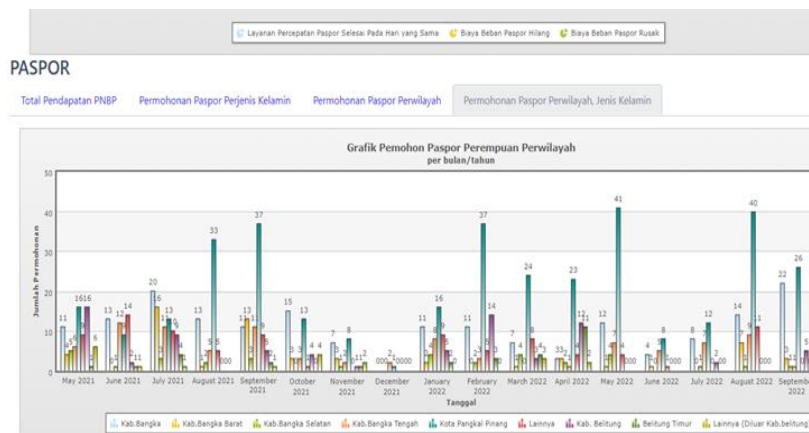 Layanan Percepatan Paspor Selesai Pada Hari yang Sama Biaya Beban Paspor Hilang Biaya Beban Paspor Rusak
PASPOR
Total Pendapatan PNBP Permohonan Paspor Perjenis Kelamin Permohonan Paspor Perwilayah Permohonan Paspor Perwilayah, Jenis Kelamin
Grafik Pemohon Paspor Perempuan Perwilayah
per bulan/tahun
Jumlah Permohonan
50
40
30
20
10
0
11 16 16 6
13 12 14
20 16 11 13
13 33
11 13 11 37
15 13
7 8
11 16
11 37 14
7 24
23 12 11
12 41
8
8 12
14 40 11
22 26
May 2021 June 2021 July 2021 August 2021 September 2021 October 2021 November 2021 December 2021 January 2022 February 2022 March 2022 April 2022 May 2022 June 2022 July 2022 August 2022
Tanggal
Kab.Bangka Kab.Bangka Barat Kab.Bangka Selatan Kab.Bangka Tengah Kota Pangkal Pinang Lainnya Kab. Belitung Belitung Timur Lainnya (Diluar Kab.belitung